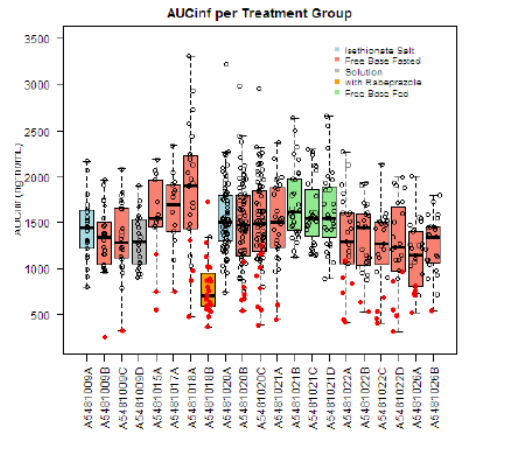 AUCinf per Treatment Group
3500
3000
2500
2000
1500
1000
500
Isethionate Salt
Free Base Fasted
Solution
with Rabeprazole
Free Base Fed
A5481008A
A5481008B
A5481009C
A5481009D
A5481015A
A5481017A
A5481018A
A5481018B
A5481020A
A5481020B
A5481020C
A5481021A
A5481021B
A5481021C
A5481021D
A5481022A
A5481022B
A5481022C
A5481022D
A5481026A
A5481026B